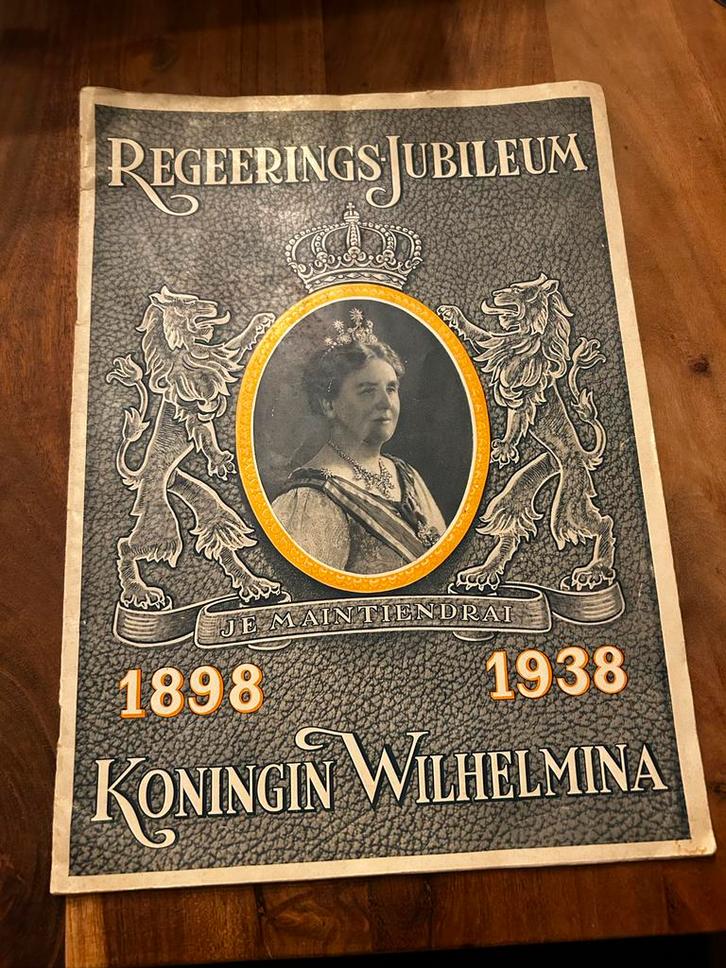 REGEERINGS-JUBILEUM
JE MAINTIENDRAI
1898 1938
KONINGIN WILHELMINA